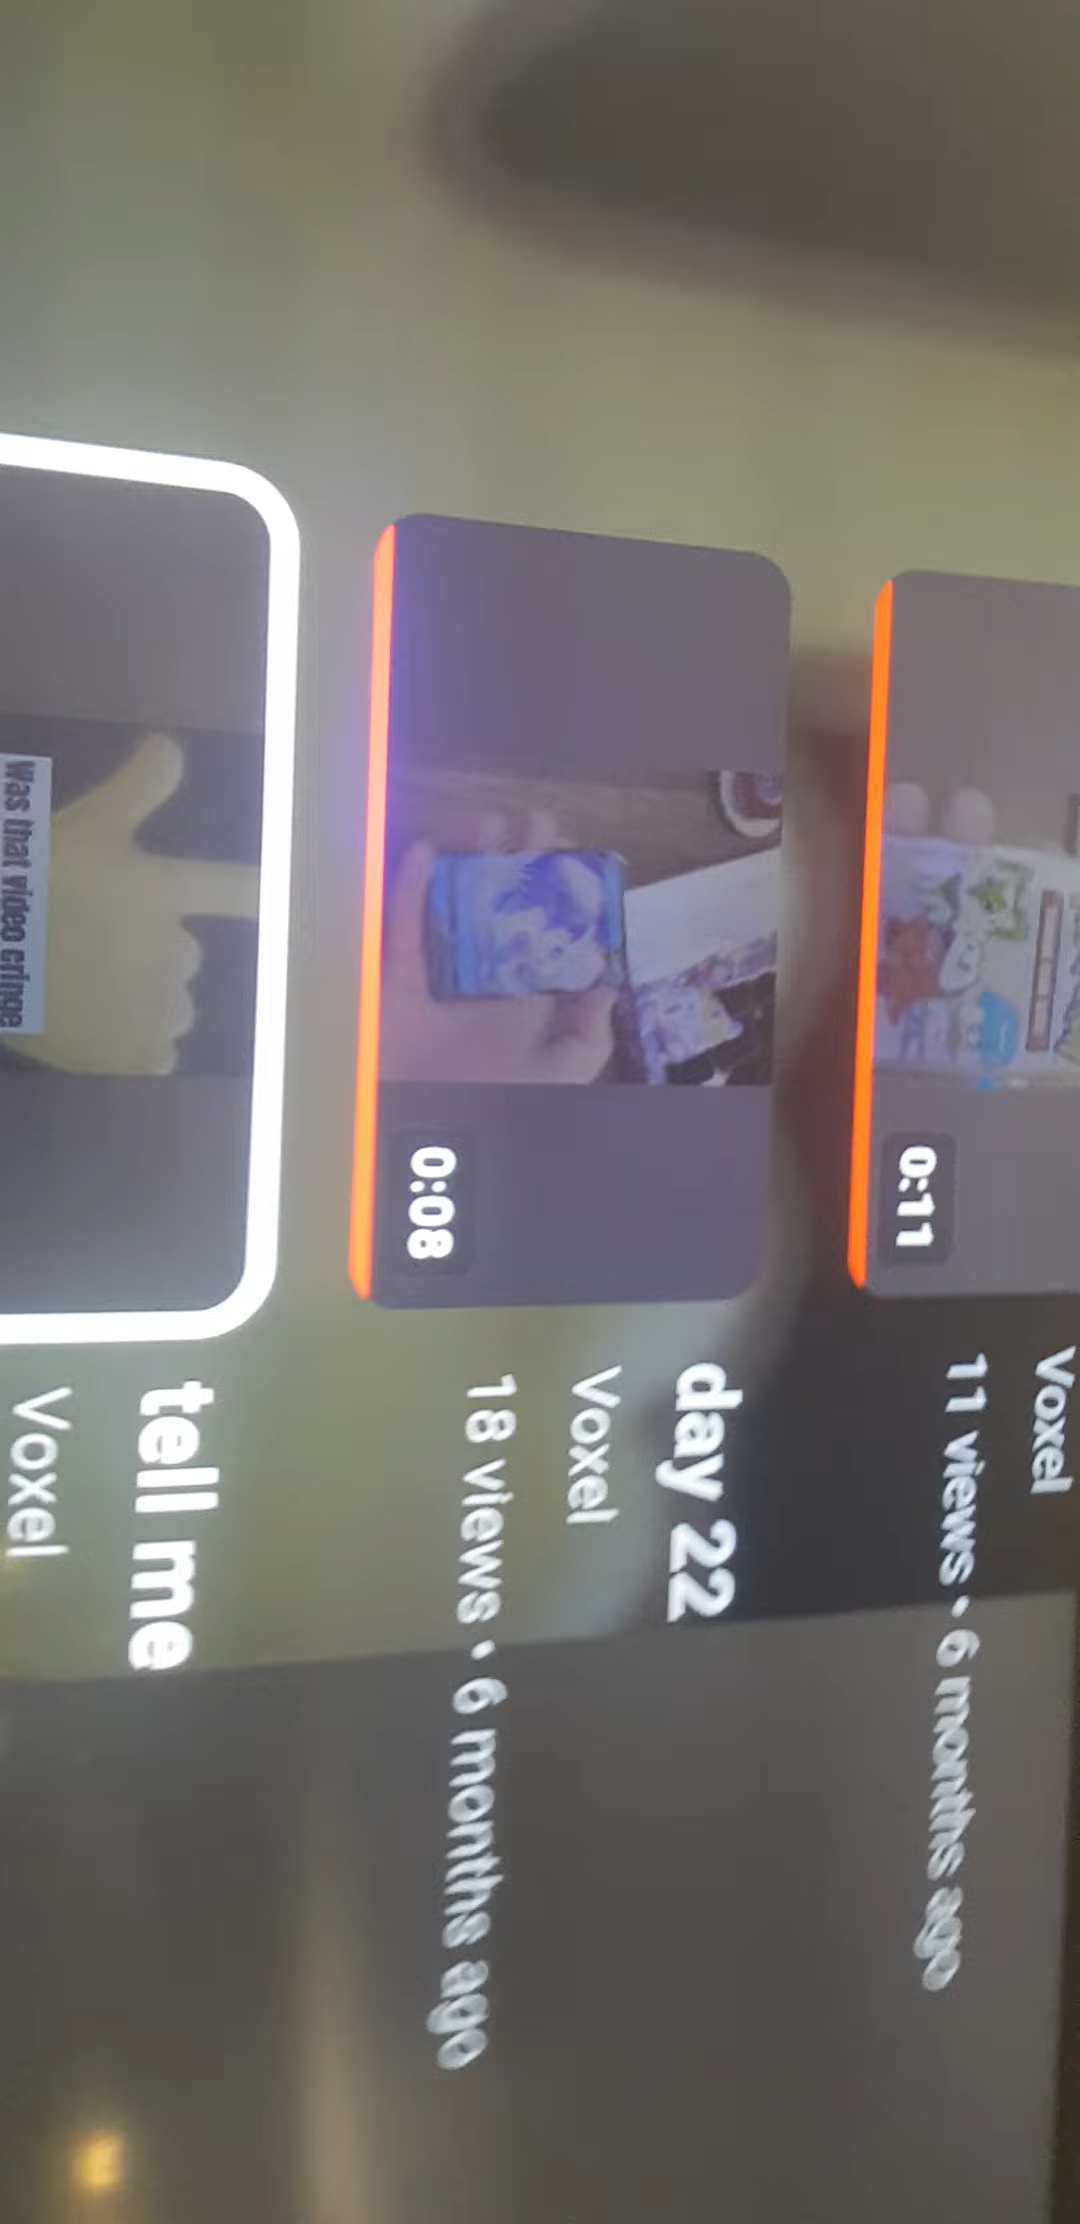 0:11
Voxel
11 views • 6 months ago
0:08
day 22
Voxel
18 views • 6 months ago
Was that video cringe
tell me
Voxel